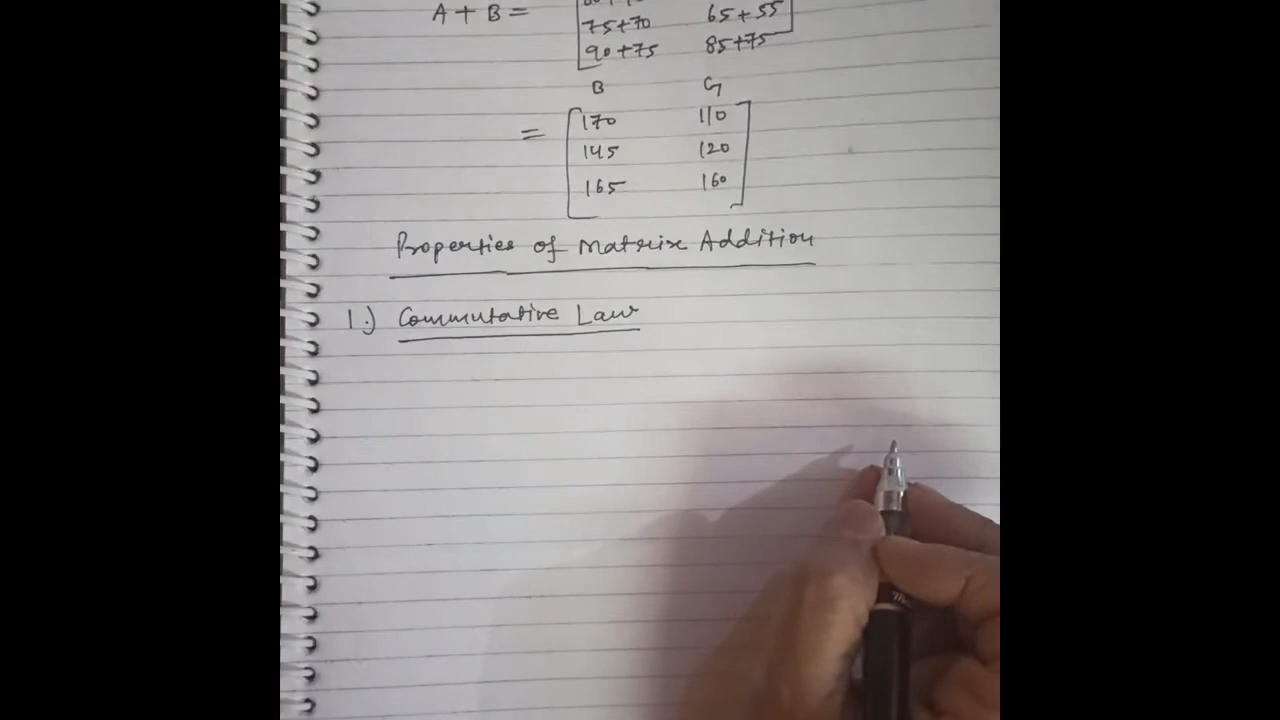 A + B =
75+70 65+55
90+75 85+75
B G
= 170 110
145 120
165 160
Properties of Matrix Addition
1.) Commutative Law